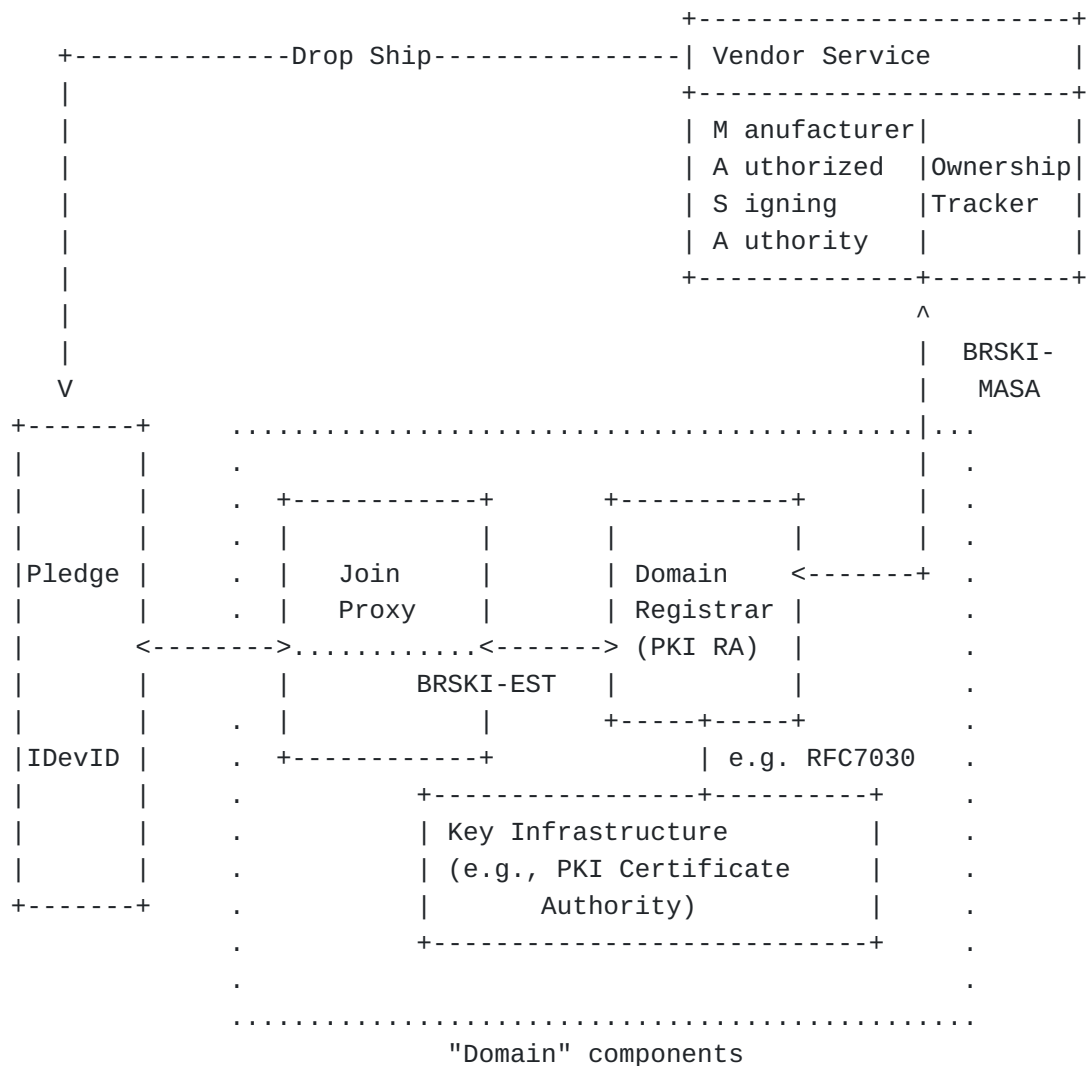 Drop Ship
Vendor Service
M anufacturer
A uthorized
Ownership
S igning
Tracker
A uthority
BRSKI-
MASA
Pledge
Join
Domain
Proxy
Registrar
(PKI RA)
BRSKI-EST
IDevID
e.g. RFC7030
Key Infrastructure
(e.g., PKI Certificate
Authority)
"Domain" components